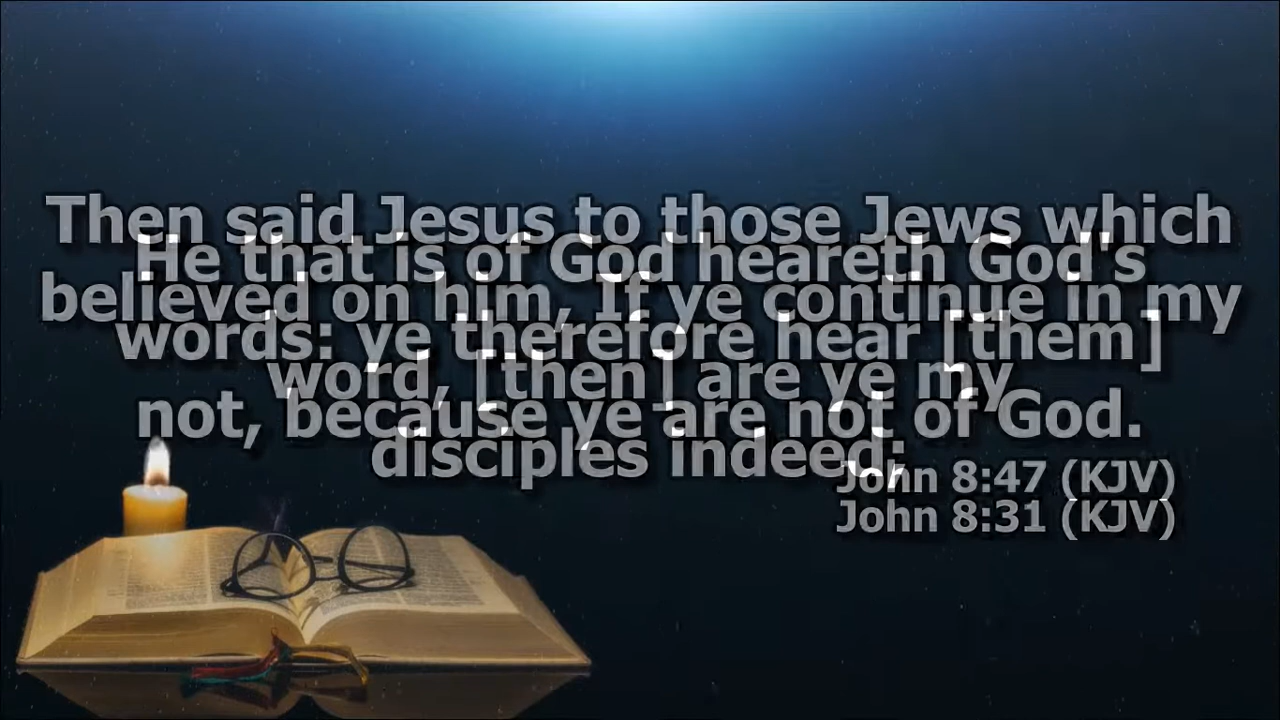 Then said Jesus to those Jews which
He that is of God heareth God's
believed on him, If ye continue in my
words: ye therefore hear [them]
word, [then] are ye my
not, because ye are not of God.
disciples indeed;
John 8:47 (KJV)
John 8:31 (KJV)